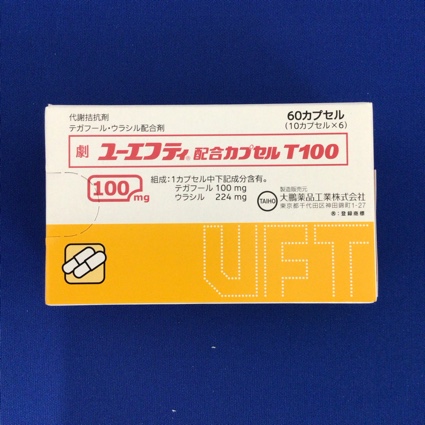 代謝拮抗剤
テガフール・ウラシル配合剤
60カプセル
(10カプセル×6)
劇 ユーエフティ® 配合カプセルT100
100mg
組成:1カプセル中下記成分含有。
テガフール 100 mg
ウラシル 224 mg
TAIHO
製造販売元
大鵬薬品工業株式会社
東京都千代田区神田錦町1-27
®:登録商標
UFT